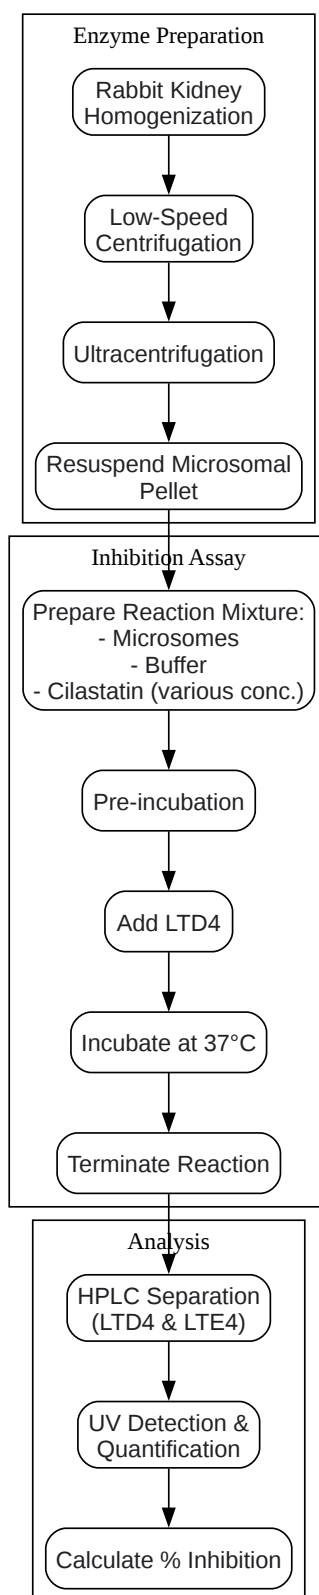 Enzyme Preparation
Rabbit Kidney
Homogenization
Low-Speed
Centrifugation
Ultracentrifugation
Resuspend Microsomal
Pellet
Inhibition Assay
Prepare Reaction Mixture:
- Microsomes
- Buffer
- Cilastatin (various conc.)
Pre-incubation
Add LTD4
Incubate at 37°C
Terminate Reaction
Analysis
HPLC Separation
(LTD4 & LTE4)
UV Detection &
Quantification
Calculate % Inhibition